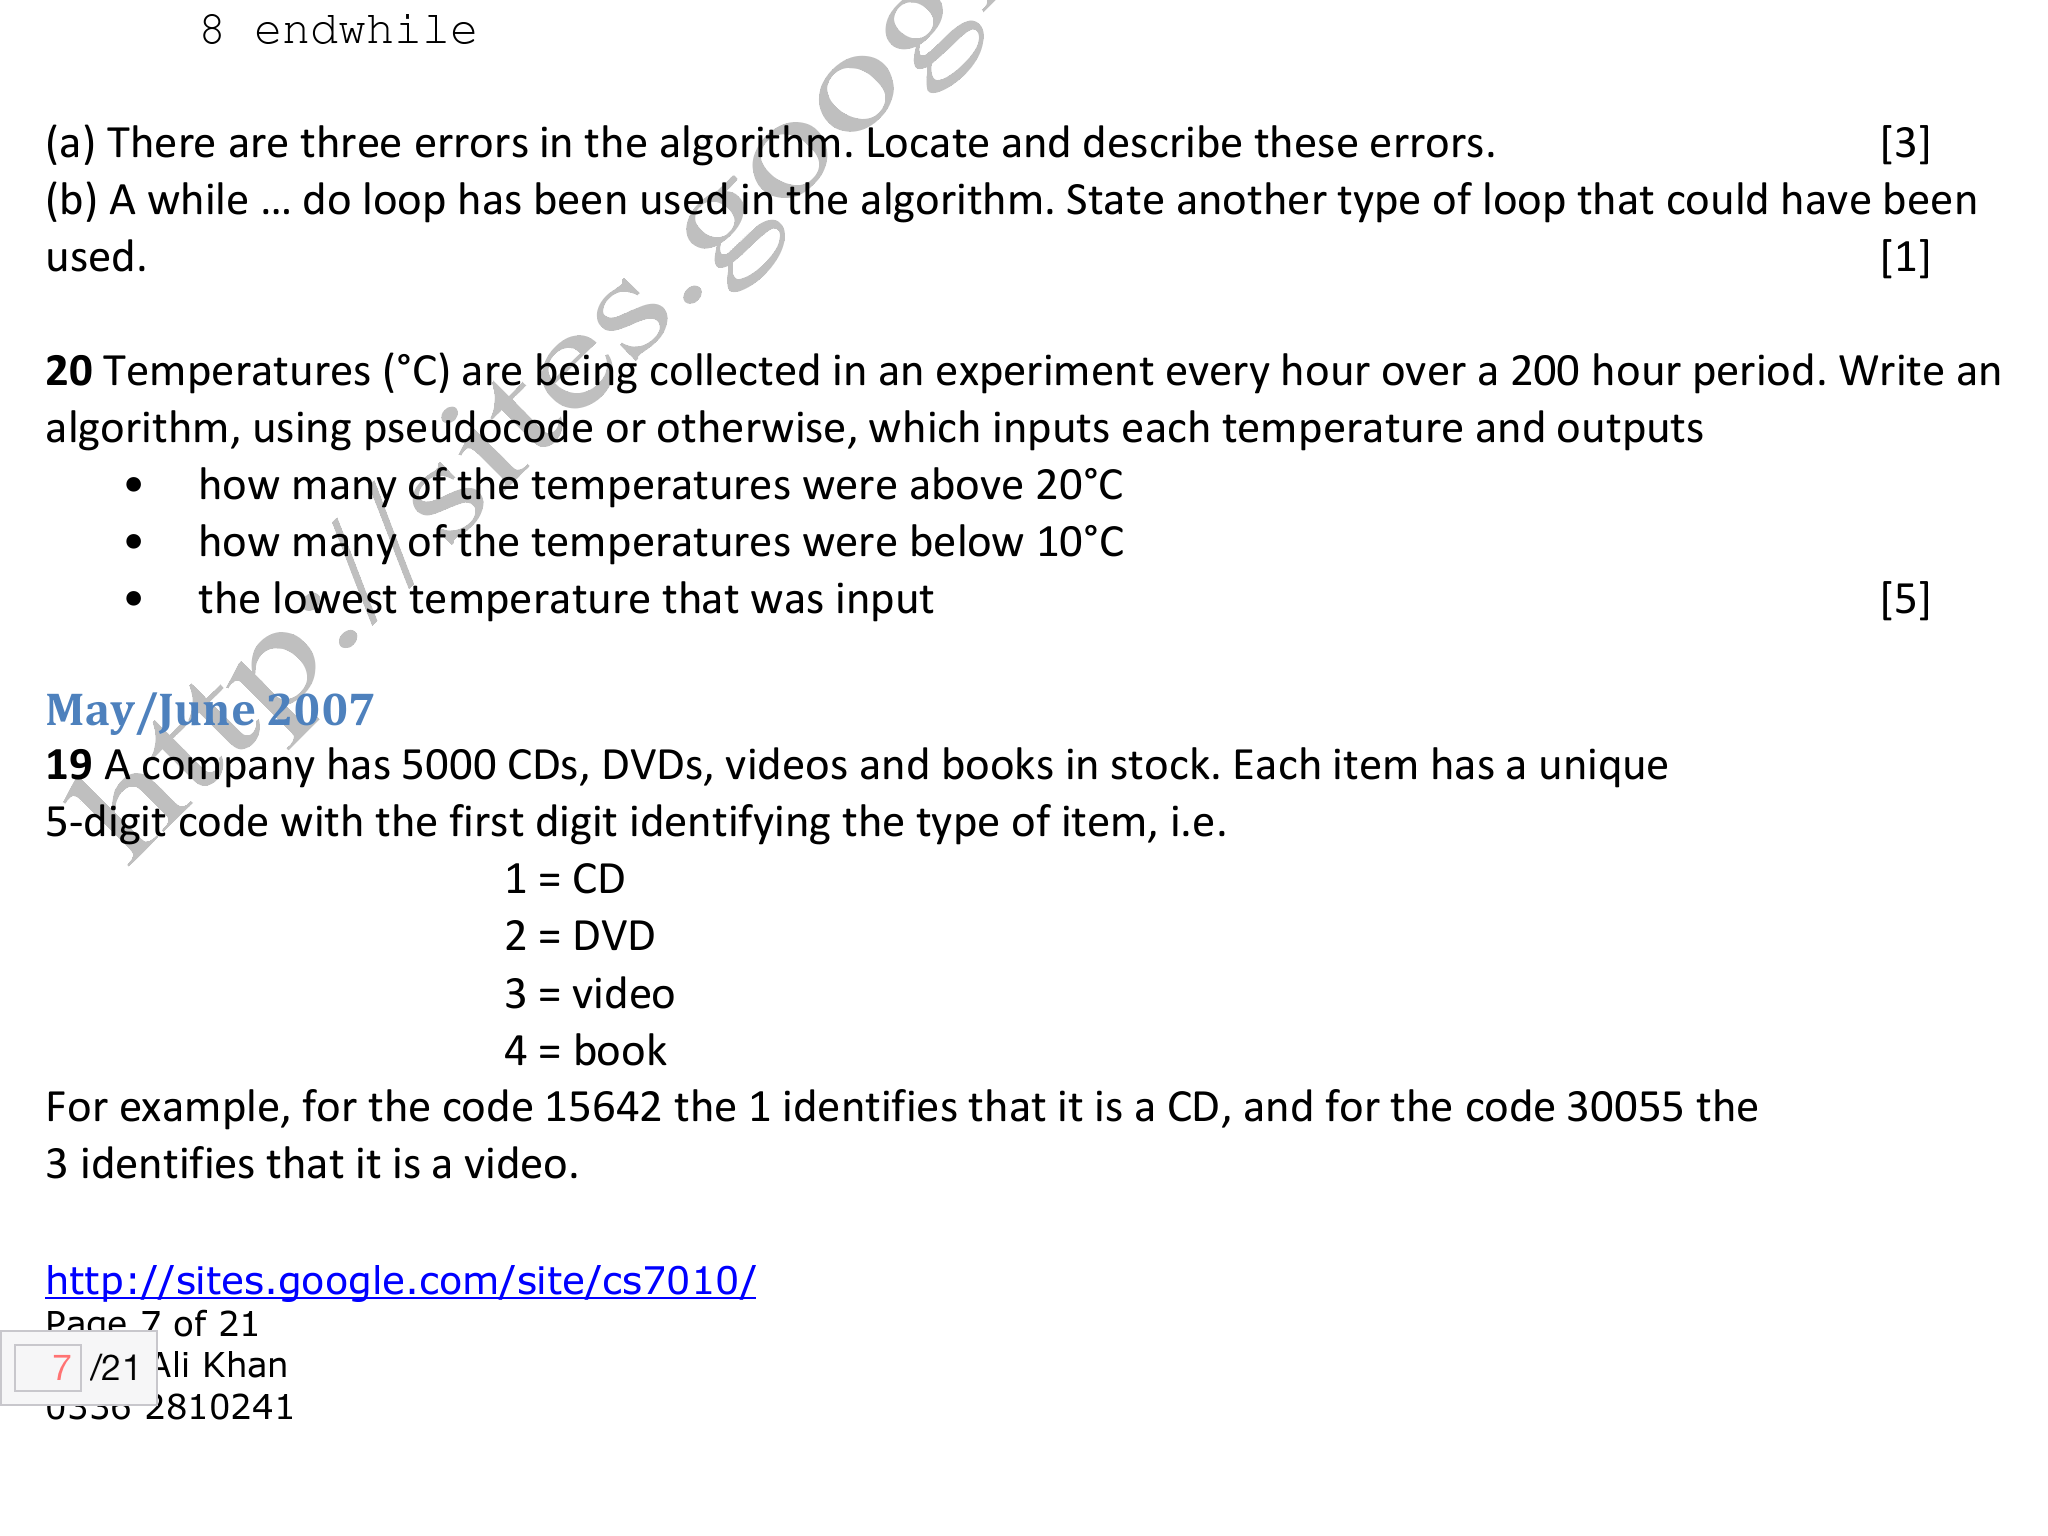 8 endwhile
(a) There are three errors in the algorithm. Locate and describe these errors. [3]
(b) A while … do loop has been used in the algorithm. State another type of loop that could have been
used. [1]
20 Temperatures (°C) are being collected in an experiment every hour over a 200 hour period. Write an
algorithm, using pseudocode or otherwise, which inputs each temperature and outputs
• how many of the temperatures were above 20°C
• how many of the temperatures were below 10°C
• the lowest temperature that was input [5]
May/June 2007
19 A company has 5000 CDs, DVDs, videos and books in stock. Each item has a unique
5-digit code with the first digit identifying the type of item, i.e.
1 = CD
2 = DVD
3 = video
4 = book
For example, for the code 15642 the 1 identifies that it is a CD, and for the code 30055 the
3 identifies that it is a video.
http://sites.google.com/site/cs7010/
Page 7 of 21
7 /21 Ali Khan
0336 2810241
http://sites.goog